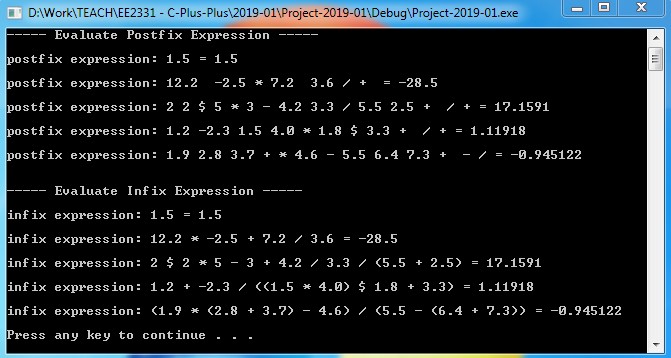 D:\Work\TEACH\EE2331 - C-Plus-Plus\2019-01\Project-2019-01\Debug\Project-2019-01.exe
----- Evaluate Postfix Expression -----
postfix expression: 1.5 = 1.5
postfix expression: 12.2  -2.5 * 7.2  3.6 / +  = -28.5
postfix expression: 2 2 $ 5 * 3 - 4.2 3.3 / 5.5 2.5 +  / + = 17.1591
postfix expression: 1.2 -2.3 1.5 4.0 * 1.8 $ 3.3 +  / + = 1.11918
postfix expression: 1.9 2.8 3.7 + * 4.6 - 5.5 6.4 7.3 +  - / = -0.945122
----- Evaluate Infix Expression -----
infix expression: 1.5 = 1.5
infix expression: 12.2 * -2.5 + 7.2 / 3.6 = -28.5
infix expression: 2 $ 2 * 5 - 3 + 4.2 / 3.3 / (5.5 + 2.5) = 17.1591
infix expression: 1.2 + -2.3 / ((1.5 * 4.0) $ 1.8 + 3.3) = 1.11918
infix expression: (1.9 * (2.8 + 3.7) - 4.6) / (5.5 - (6.4 + 7.3)) = -0.945122
Press any key to continue . . .